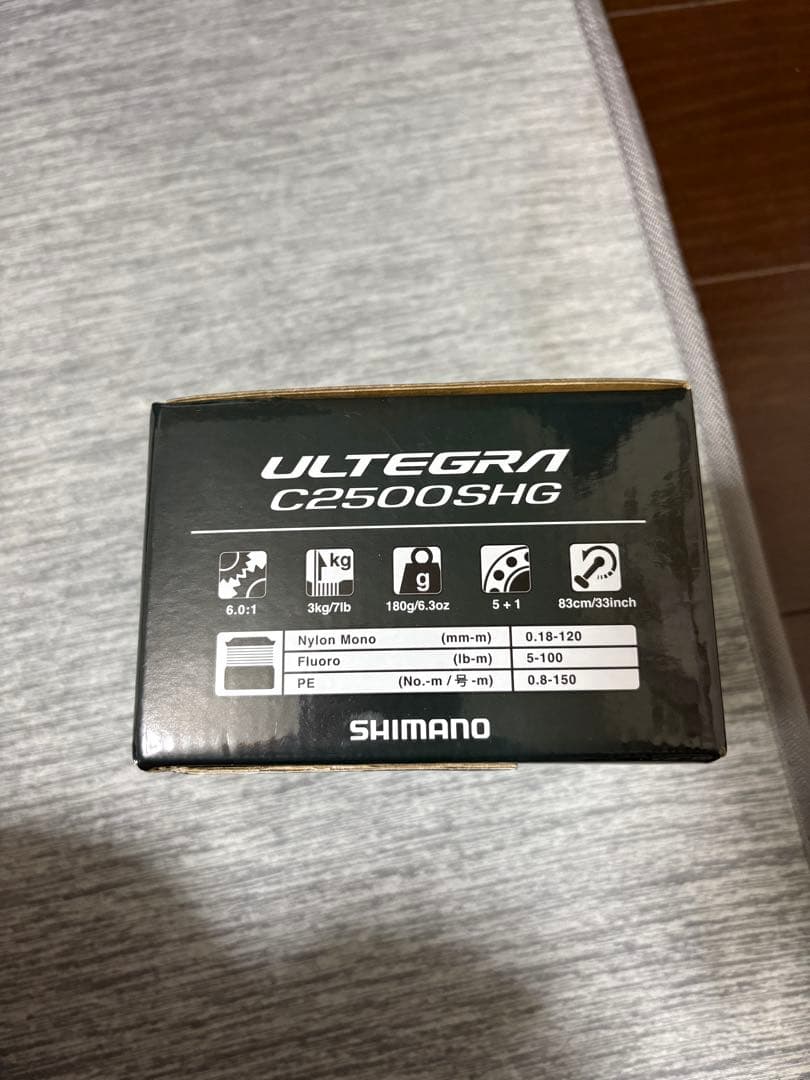 ULTEGRA
C2500SHG
kg
g
6.0:1 3kg/7lb 180g/6.3oz 5+1 83cm/33inch
Nylon Mono (mm-m) 0.18-120
Fluoro (lb-m) 5-100
PE (No.-m / 号-m) 0.8-150
SHIMANO